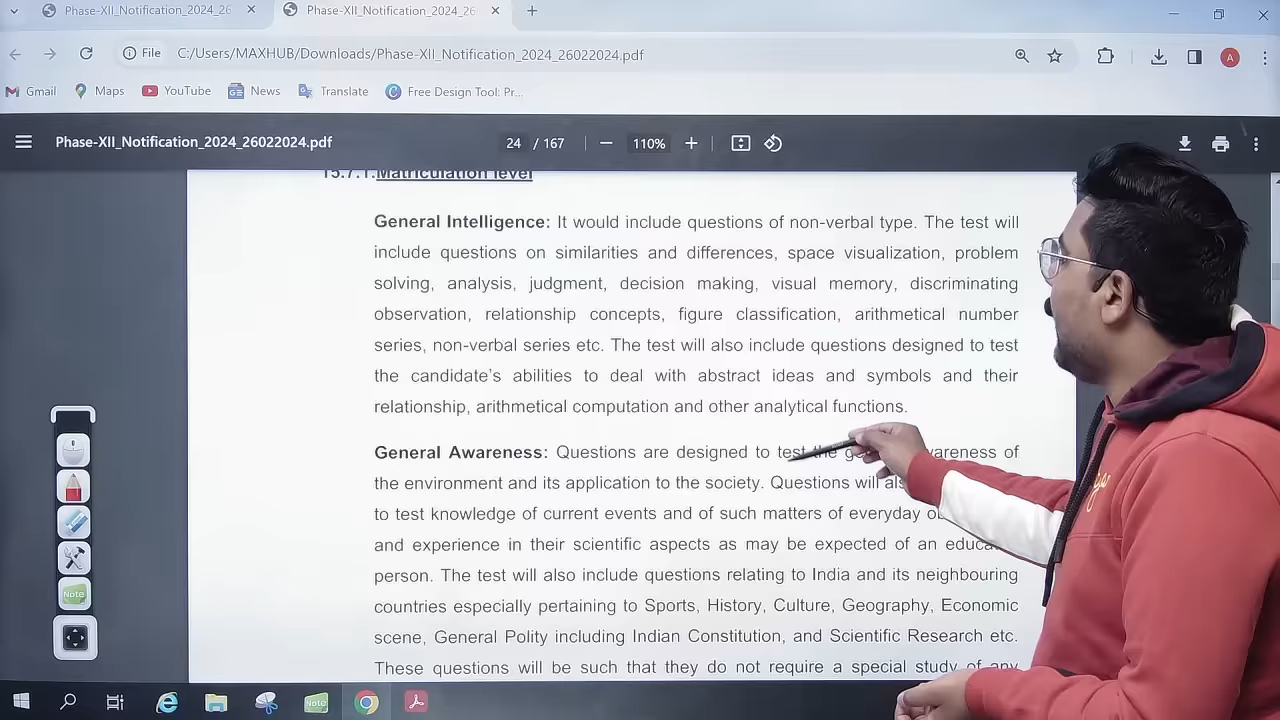 Phase-XII_Notification_2024_26
Phase-XII_Notification_2024_26
File
C:/Users/MAXHUB/Downloads/Phase-XII_Notification_2024_26022024.pdf
A
Gmail
Maps
YouTube
News
Translate
Free Design Tool: Pr...
Phase-XII_Notification_2024_26022024.pdf
24 / 167
110%
15.7.1.Matriculation level
General Intelligence: It would include questions of non-verbal type. The test will
include questions on similarities and differences, space visualization, problem
solving, analysis, judgment, decision making, visual memory, discriminating
observation, relationship concepts, figure classification, arithmetical number
series, non-verbal series etc. The test will also include questions designed to test
the candidate's abilities to deal with abstract ideas and symbols and their
relationship, arithmetical computation and other analytical functions.
General Awareness: Questions are designed to test the
the environment and its application to the society. Questions will
to test knowledge of current events and of such matters of everyday
and experience in their scientific aspects as may be expected of an
person. The test will also include questions relating to India and its neighbouring
countries especially pertaining to Sports, History, Culture, Geography, Economic
scene, General Polity including Indian Constitution, and Scientific Research etc.
These questions will be such that they do not require a special study of any
Note
Note